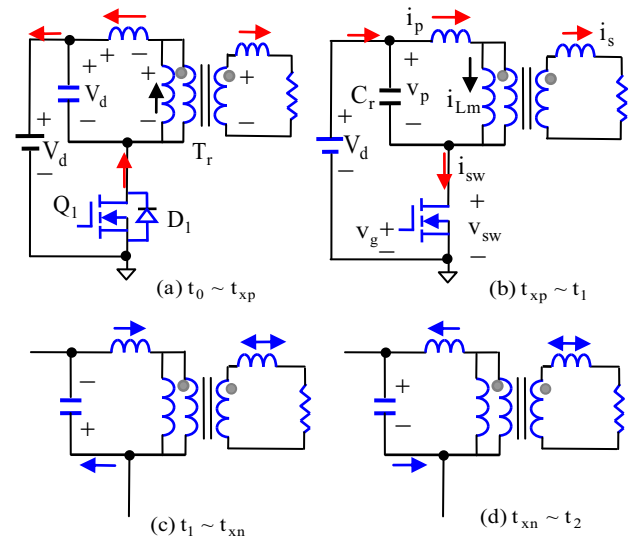 + + − − +
V_d
−
−
+
−
+
V_d
−
T_r
Q_1
D_1
(a) t_0 ~ t_xp
i_p
i_s
+
C_r
v_p
−
i_Lm
+
V_d
−
i_sw
v_g
+
−
+
v_sw
−
(b) t_xp ~ t_1
−
+
(c) t_1 ~ t_xn
+
−
(d) t_xn ~ t_2